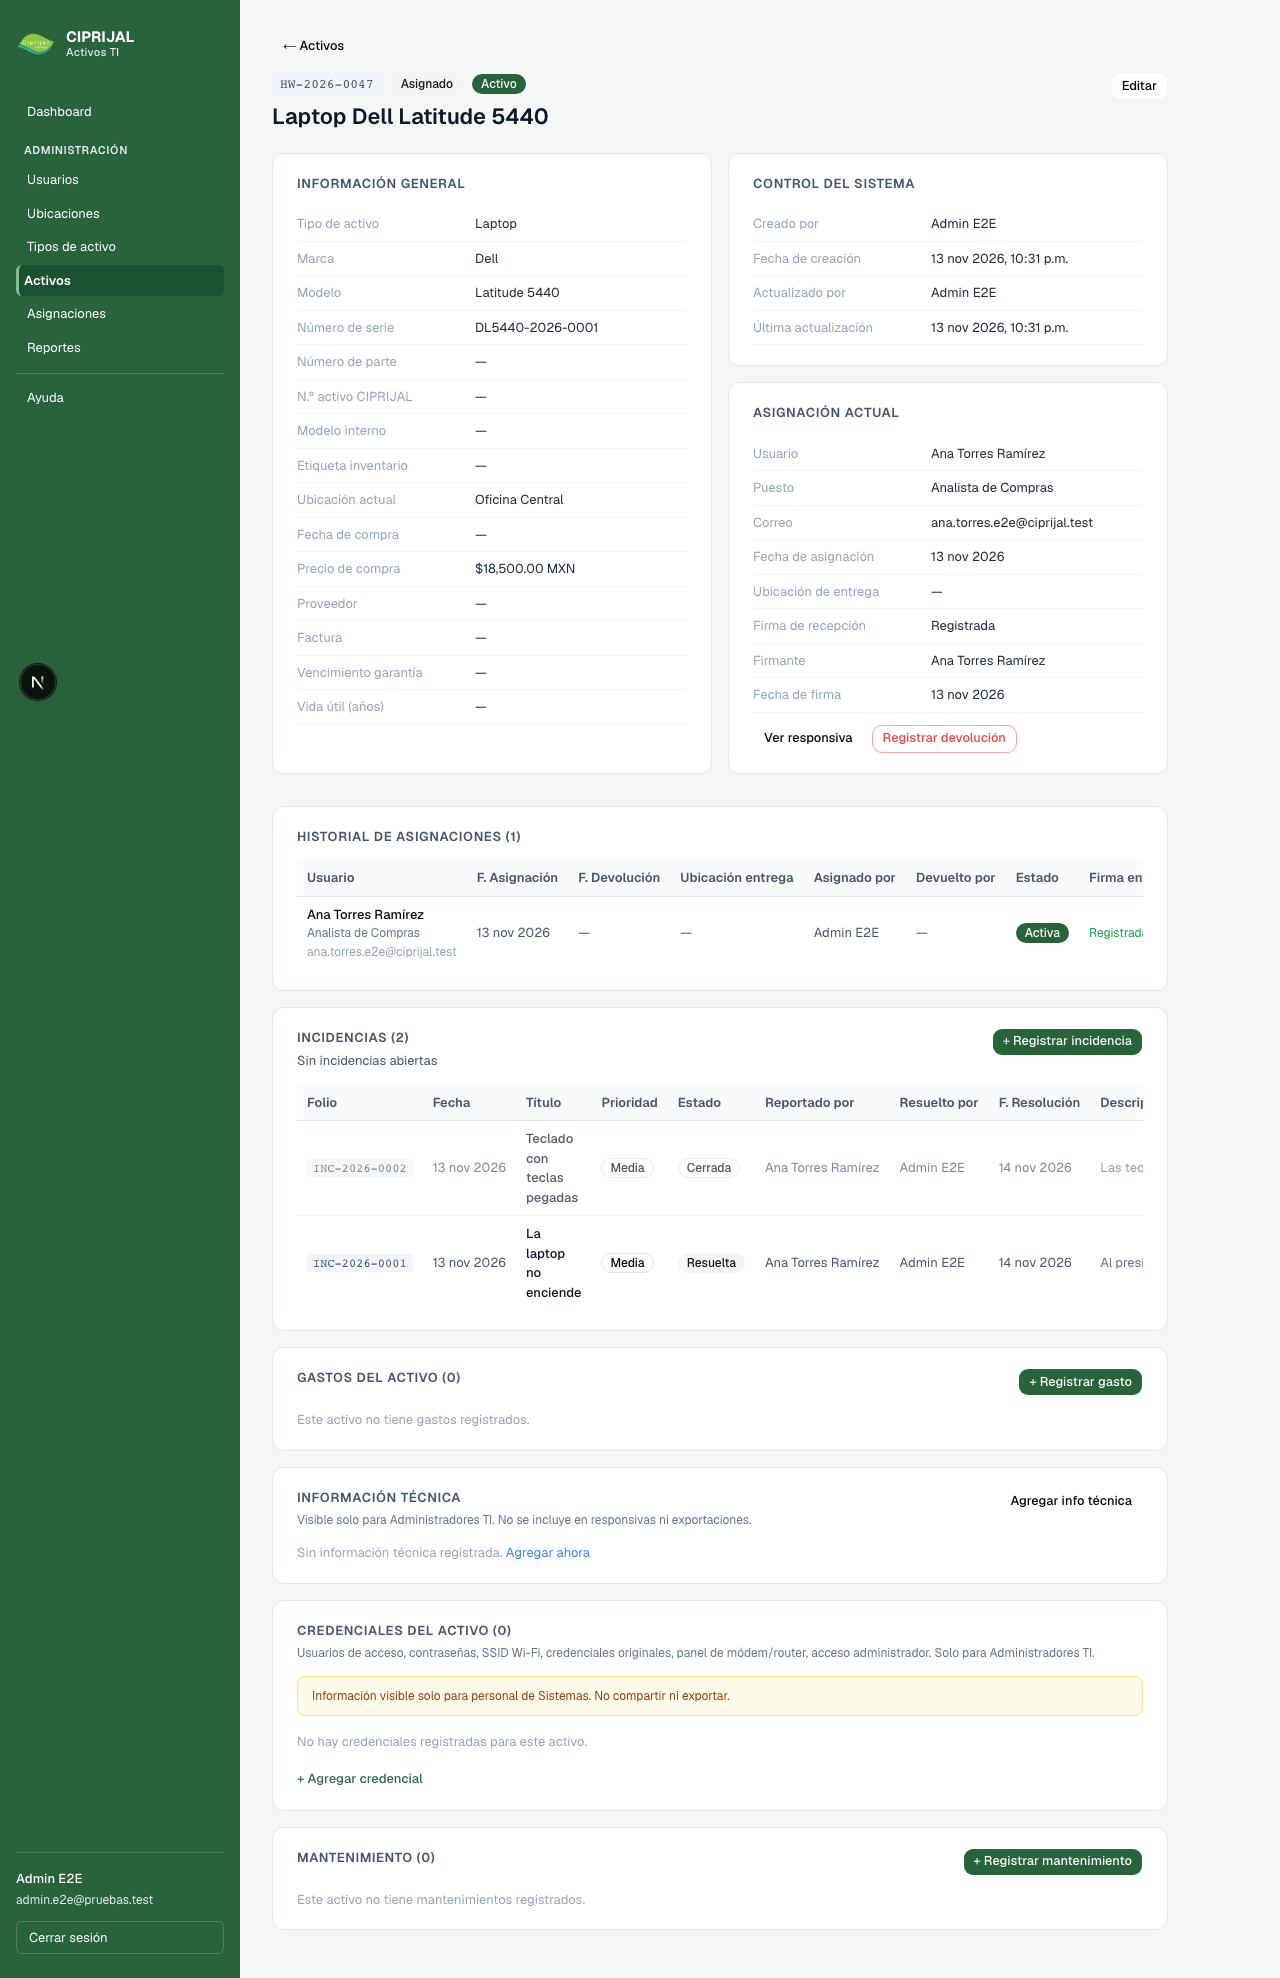 CIPRIJAL
Activos TI
Dashboard
ADMINISTRACIÓN
Usuarios
Ubicaciones
Tipos de activo
Activos
Asignaciones
Reportes
Ayuda
Admin E2E
admin.e2e@pruebas.test
Cerrar sesión
← Activos
HW-2026-0047 Asignado Activo
Editar
Laptop Dell Latitude 5440
INFORMACIÓN GENERAL
Tipo de activo Laptop
Marca Dell
Modelo Latitude 5440
Número de serie DL5440-2026-0001
Número de parte —
N.º activo CIPRIJAL —
Modelo interno —
Etiqueta inventario —
Ubicación actual Oficina Central
Fecha de compra —
Precio de compra $18,500.00 MXN
Proveedor —
Factura —
Vencimiento garantía —
Vida útil (años) —
CONTROL DEL SISTEMA
Creado por Admin E2E
Fecha de creación 13 nov 2026, 10:31 p.m.
Actualizado por Admin E2E
Última actualización 13 nov 2026, 10:31 p.m.
ASIGNACIÓN ACTUAL
Usuario Ana Torres Ramírez
Puesto Analista de Compras
Correo ana.torres.e2e@ciprijal.test
Fecha de asignación 13 nov 2026
Ubicación de entrega —
Firma de recepción Registrada
Firmante Ana Torres Ramírez
Fecha de firma 13 nov 2026
Ver responsiva Registrar devolución
HISTORIAL DE ASIGNACIONES (1)
Usuario F. Asignación F. Devolución Ubicación entrega Asignado por Devuelto por Estado Firma
Ana Torres Ramírez
Analista de Compras
ana.torres.e2e@ciprijal.test
13 nov 2026 — — Admin E2E — Activa
INCIDENCIAS (2)
+ Registrar incidencia
Sin incidencias abiertas
Folio Fecha Título Prioridad Estado Reportado por Resuelto por F. Resolución
INC-2026-0002 13 nov 2026
Teclado
con
teclas
pegadas
Media Cerrada Ana Torres Ramírez Admin E2E 14 nov 2026 Las
INC-2026-0001 13 nov 2026
La
laptop
no
enciende
Media Resuelta Ana Torres Ramírez Admin E2E 14 nov 2026 Al
GASTOS DEL ACTIVO (0)
+ Registrar gasto
Este activo no tiene gastos registrados.
INFORMACIÓN TÉCNICA
Agregar info técnica
Visible solo para Administradores TI. No se incluye en responsivas ni exportaciones.
Sin información técnica registrada. Agregar ahora
CREDENCIALES DEL ACTIVO (0)
Usuarios de acceso, contraseñas, SSID Wi-Fi, credenciales originales, panel de módem/router, acceso administrador. Solo para Administradores TI.
Información visible solo para personal de Sistemas. No compartir ni exportar.
No hay credenciales registradas para este activo.
+ Agregar credencial
MANTENIMIENTO (0)
+ Registrar mantenimiento
Este activo no tiene mantenimientos registrados.